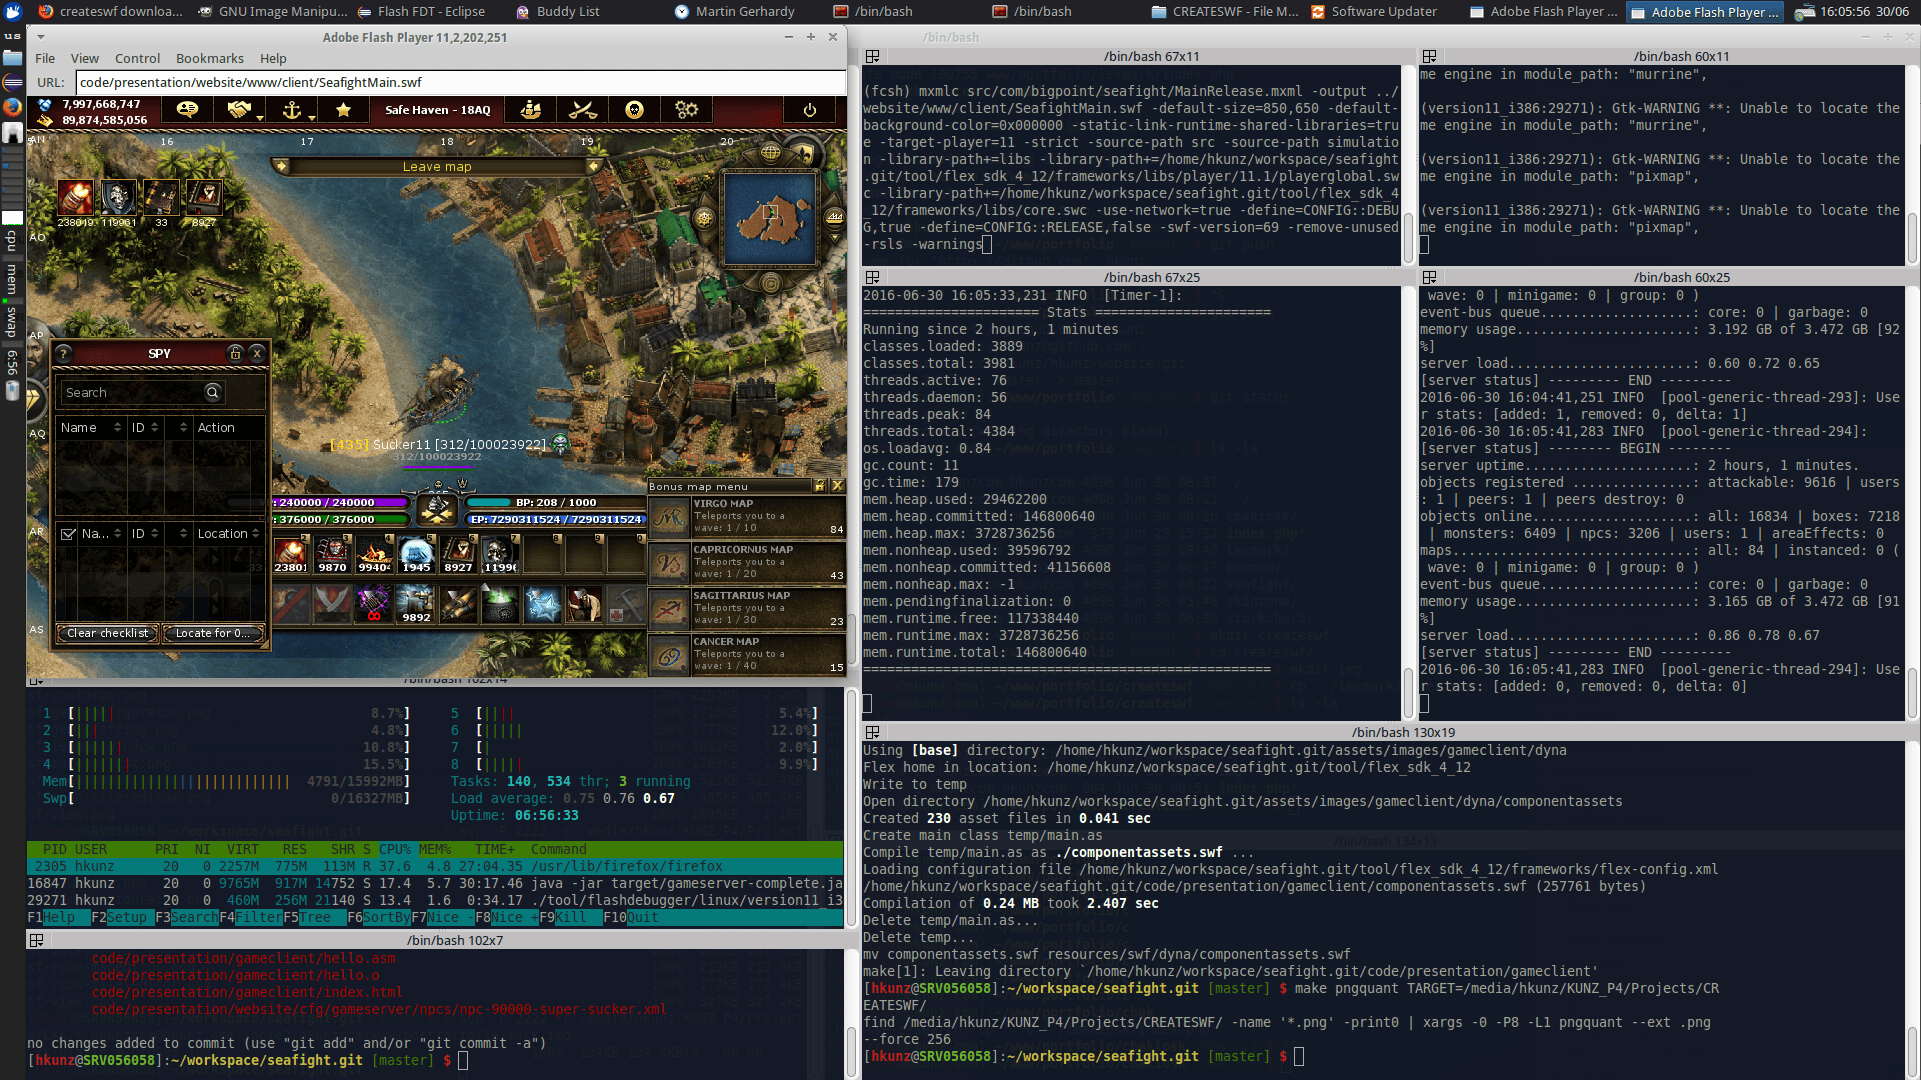 createswf downloa...
GNU Image Manipu...
Flash FDT - Eclipse
Buddy List
Martin Gerhardy
/bin/bash
/bin/bash
CREATESWF - File M...
Software Updater
Adobe Flash Player ...
Adobe Flash Player ...
16:05:56 30/06
us
cpu
mem
swap
6:56
Adobe Flash Player 11,2,202,251
File View Control Bookmarks Help
URL: code/presentation/website/www/client/SeafightMain.swf
7,997,668,747
89,874,585,056
Safe Haven - 18AQ
16 17 18 19 20
Leave map
238019 119961 33 8927
AO
AP
AQ
AR
AS
SPY
Search
Name ID Action
Na... ID Location
Clear checklist Locate for 0...
[435] Sucker11 [312/100023922]
312/100023922
240000 / 240000
BP: 208 / 1000
376000 / 376000
EP: 7290311524/7290311524
23801 9870 99404 1945 8927 11996
9892
Bonus map menu
VIRGO MAP
Teleports you to a
wave: 1 / 10
84
CAPRICORNUS MAP
Teleports you to a
wave: 1 / 20
43
SAGITTARIUS MAP
Teleports you to a
wave: 1 / 30
23
CANCER MAP
Teleports you to a
wave: 1 / 40
15
/bin/bash
/bin/bash 67x11
(fcsh) mxmlc src/com/bigpoint/seafight/MainRelease.mxml -output ../
website/www/client/SeafightMain.swf -default-size=850,650 -default-
background-color=0x000000 -static-link-runtime-shared-libraries=tru
e -target-player=11 -strict -source-path src -source-path simulatio
n -library-path+=libs -library-path+=/home/hkunz/workspace/seafight
.git/tool/flex_sdk_4_12/frameworks/libs/player/11.1/playerglobal.sw
c -library-path+=/home/hkunz/workspace/seafight.git/tool/flex_sdk_4
_12/frameworks/libs/core.swc -use-network=true -define=CONFIG::DEBU
G,true -define=CONFIG::RELEASE,false -swf-version=69 -remove-unused
-rsls -warnings
/bin/bash 60x11
me engine in module_path: "murrine",
(version11_i386:29271): Gtk-WARNING **: Unable to locate the
me engine in module_path: "murrine",
(version11_i386:29271): Gtk-WARNING **: Unable to locate the
me engine in module_path: "pixmap",
(version11_i386:29271): Gtk-WARNING **: Unable to locate the
me engine in module_path: "pixmap",
/bin/bash 67x25
2016-06-30 16:05:33,231 INFO [Timer-1]:
====================== Stats ======================
Running since 2 hours, 1 minutes
classes.loaded: 3889
classes.total: 3981
threads.active: 76
threads.daemon: 56
threads.peak: 84
threads.total: 4384
os.loadavg: 0.84
gc.count: 11
gc.time: 179
mem.heap.used: 29462200
mem.heap.committed: 146800640
mem.heap.max: 3728736256
mem.nonheap.used: 39596792
mem.nonheap.committed: 41156608
mem.nonheap.max: -1
mem.pendingfinalization: 0
mem.runtime.free: 117338440
mem.runtime.max: 3728736256
mem.runtime.total: 146800640
===================================================
/bin/bash 60x25
wave: 0 | minigame: 0 | group: 0 )
event-bus queue...................: core: 0 | garbage: 0
memory usage......................: 3.192 GB of 3.472 GB [92
%]
server load.......................: 0.60 0.72 0.65
[server status] --------- END ---------
2016-06-30 16:04:41,251 INFO [pool-generic-thread-293]: Use
r stats: [added: 1, removed: 0, delta: 1]
2016-06-30 16:05:41,283 INFO [pool-generic-thread-294]:
[server status] -------- BEGIN --------
server uptime.....................: 2 hours, 1 minutes.
objects registered ...............: attackable: 9616 | users
: 1 | peers: 1 | peers destroy: 0
objects online....................: all: 16834 | boxes: 7218
| monsters: 6409 | npcs: 3206 | users: 1 | areaEffects: 0
maps..............................: all: 84 | instanced: 0 (
wave: 0 | minigame: 0 | group: 0 )
event-bus queue...................: core: 0 | garbage: 0
memory usage......................: 3.165 GB of 3.472 GB [91
%]
server load.......................: 0.86 0.78 0.67
[server status] --------- END ---------
2016-06-30 16:05:41,283 INFO [pool-generic-thread-294]: Use
r stats: [added: 0, removed: 0, delta: 0]
/bin/bash 102x14
1 [ 8.7%] 5 [ 5.4%]
2 [ 4.8%] 6 [ 12.0%]
3 [ 10.8%] 7 [ 2.0%]
4 [ 15.5%] 8 [ 9.9%]
Mem[ 4791/15992MB] Tasks: 140, 534 thr; 3 running
Swp[ 0/16327MB] Load average: 0.75 0.76 0.67
Uptime: 06:56:33
PID USER PRI NI VIRT RES SHR S CPU% MEM% TIME+ Command
2305 hkunz 20 0 2257M 775M 113M R 37.6 4.8 27:04.35 /usr/lib/firefox/firefox
16847 hkunz 20 0 9765M 917M 14752 S 17.4 5.7 30:17.46 java -jar target/gameserver-complete.ja
29271 hkunz 20 0 460M 256M 21140 S 13.4 1.6 0:34.17 ./tool/flashdebugger/linux/version11_i3
F1Help F2Setup F3SearchF4FilterF5Tree F6SortByF7Nice -F8Nice +F9Kill F10Quit
/bin/bash 102x7
code/presentation/gameclient/hello.asm
code/presentation/gameclient/hello.o
code/presentation/gameclient/index.html
code/presentation/website/cfg/gameserver/npcs/npc-90000-super-sucker.xml
no changes added to commit (use "git add" and/or "git commit -a")
[hkunz@SRV056058]:~/workspace/seafight.git [master] $
/bin/bash 130x19
Using [base] directory: /home/hkunz/workspace/seafight.git/assets/images/gameclient/dyna
Flex home in location: /home/hkunz/workspace/seafight.git/tool/flex_sdk_4_12
Write to temp
Open directory /home/hkunz/workspace/seafight.git/assets/images/gameclient/dyna/componentassets
Created 230 asset files in 0.041 sec
Create main class temp/main.as
Compile temp/main.as as ./componentassets.swf ...
Loading configuration file /home/hkunz/workspace/seafight.git/tool/flex_sdk_4_12/frameworks/flex-config.xml
/home/hkunz/workspace/seafight.git/code/presentation/gameclient/componentassets.swf (257761 bytes)
Compilation of 0.24 MB took 2.407 sec
Delete temp/main.as...
Delete temp...
mv componentassets.swf resources/swf/dyna/componentassets.swf
make[1]: Leaving directory `/home/hkunz/workspace/seafight.git/code/presentation/gameclient'
[hkunz@SRV056058]:~/workspace/seafight.git [master] $ make pngquant TARGET=/media/hkunz/KUNZ_P4/Projects/CR
EATESWF/
find /media/hkunz/KUNZ_P4/Projects/CREATESWF/ -name '*.png' -print0 | xargs -0 -P8 -L1 pngquant --ext .png
--force 256
[hkunz@SRV056058]:~/workspace/seafight.git [master] $